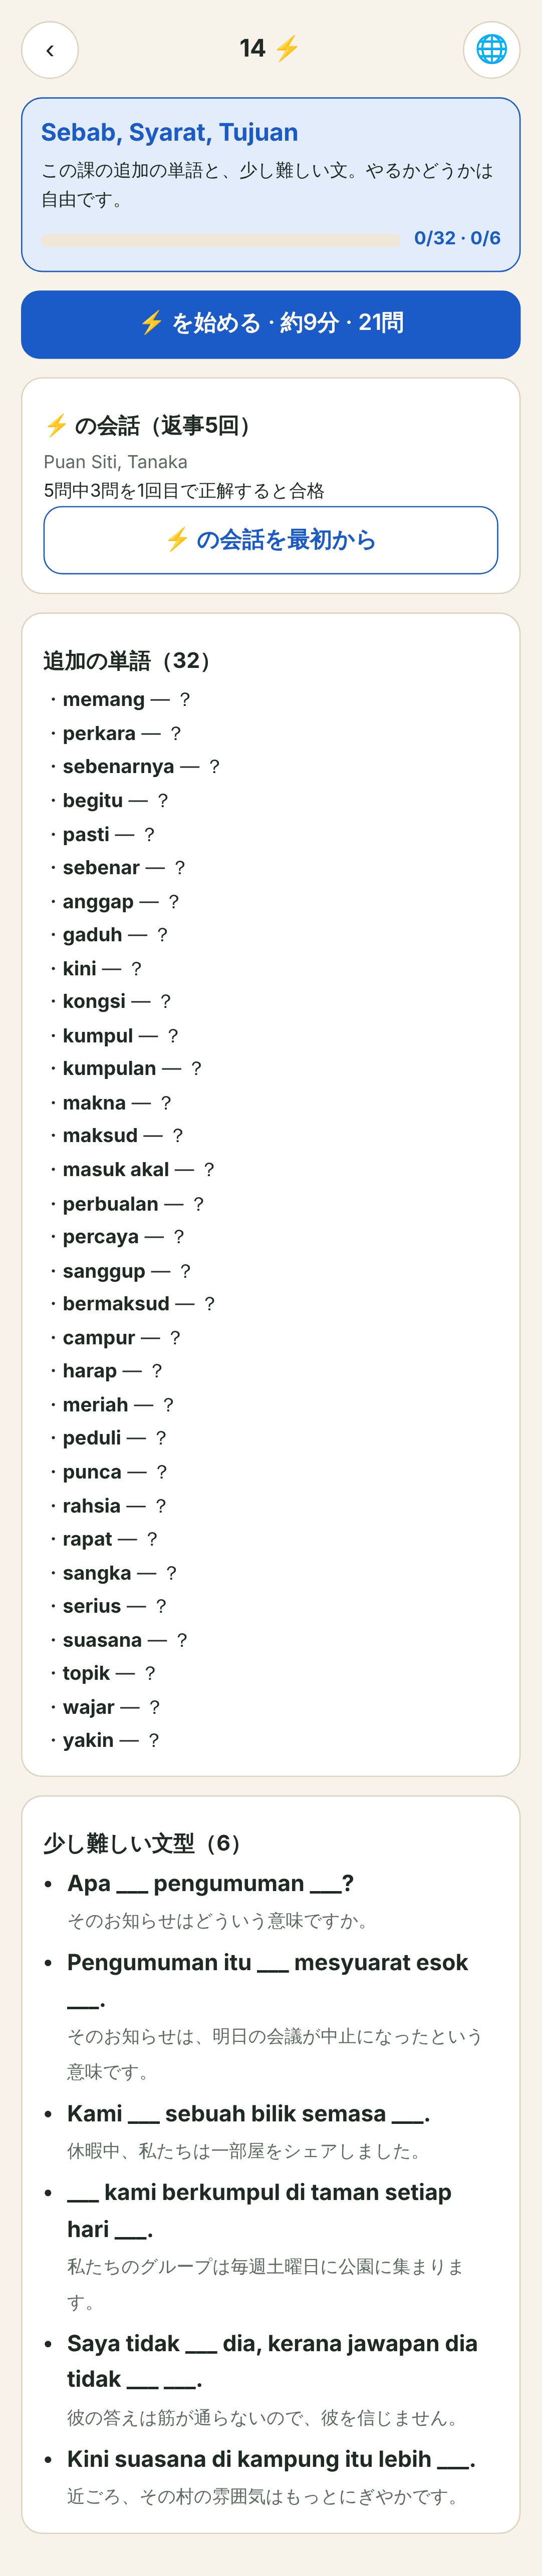 ‹
14 ⚡
🌐
Sebab, Syarat, Tujuan
この課の追加の単語と、少し難しい文。やるかどうかは
自由です。
0/32 · 0/6
⚡ を始める · 約9分 · 21問
⚡ の会話（返事5回）
Puan Siti, Tanaka
5問中3問を1回目で正解すると合格
⚡ の会話を最初から
追加の単語（32）
· memang — ？
· perkara — ？
· sebenarnya — ？
· begitu — ？
· pasti — ？
· sebenar — ？
· anggap — ？
· gaduh — ？
· kini — ？
· kongsi — ？
· kumpul — ？
· kumpulan — ？
· makna — ？
· maksud — ？
· masuk akal — ？
· perbualan — ？
· percaya — ？
· sanggup — ？
· bermaksud — ？
· campur — ？
· harap — ？
· meriah — ？
· peduli — ？
· punca — ？
· rahsia — ？
· rapat — ？
· sangka — ？
· serius — ？
· suasana — ？
· topik — ？
· wajar — ？
· yakin — ？
少し難しい文型（6）
• Apa ___ pengumuman ___?
そのお知らせはどういう意味ですか。
• Pengumuman itu ___ mesyuarat esok
___.
そのお知らせは、明日の会議が中止になったという
意味です。
• Kami ___ sebuah bilik semasa ___.
休暇中、私たちは一部屋をシェアしました。
• ___ kami berkumpul di taman setiap
hari ___.
私たちのグループは毎週土曜日に公園に集まりま
す。
• Saya tidak ___ dia, kerana jawapan dia
tidak ___ ___.
彼の答えは筋が通らないので、彼を信じません。
• Kini suasana di kampung itu lebih ___.
近ごろ、その村の雰囲気はもっとにぎやかです。